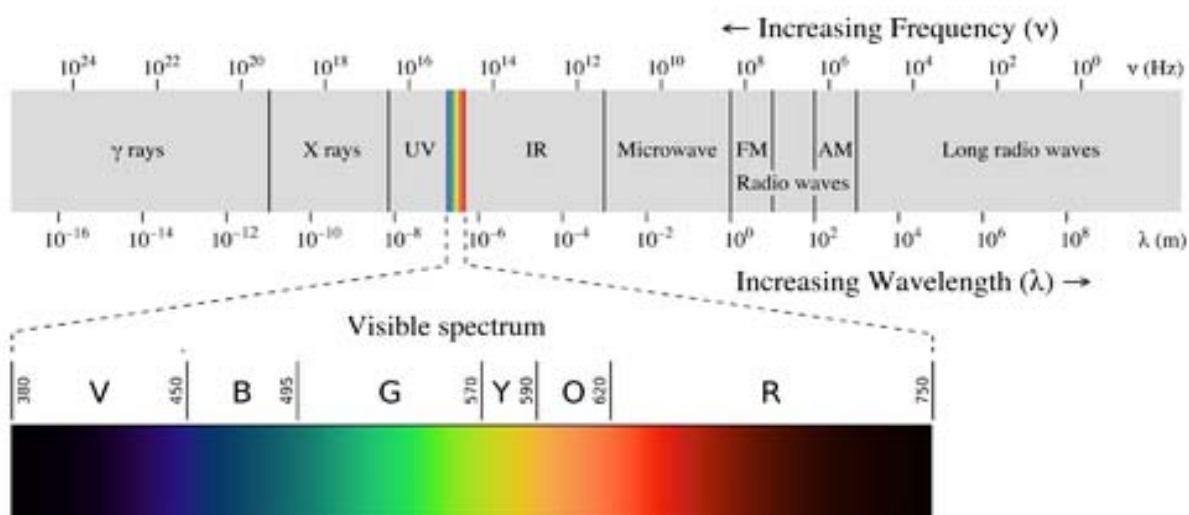 ← Increasing Frequency (ν)
10²⁴ 10²² 10²⁰ 10¹⁸ 10¹⁶ 10¹⁴ 10¹² 10¹⁰ 10⁸ 10⁶ 10⁴ 10² 10⁰ ν (Hz)
γ rays X rays UV IR Microwave FM AM Long radio waves
Radio waves
10⁻¹⁶ 10⁻¹⁴ 10⁻¹² 10⁻¹⁰ 10⁻⁸ 10⁻⁶ 10⁻⁴ 10⁻² 10⁰ 10² 10⁴ 10⁶ 10⁸ λ (m)
Increasing Wavelength (λ) →
Visible spectrum
380 V 450 B 495 G 570 Y 590 O 620 R 750